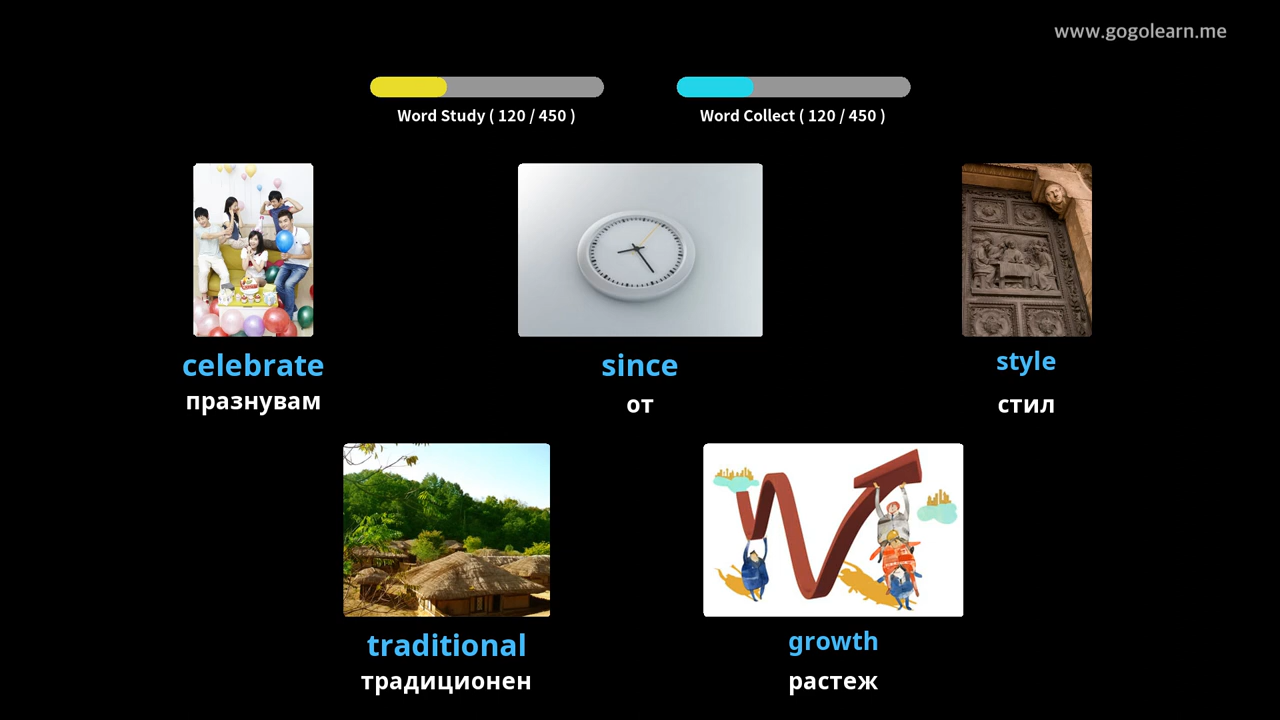 www.gogolearn.me
Word Study ( 120 / 450 )
Word Collect ( 120 / 450 )
celebrate
празнувам
since
от
style
стил
traditional
традиционен
growth
растеж